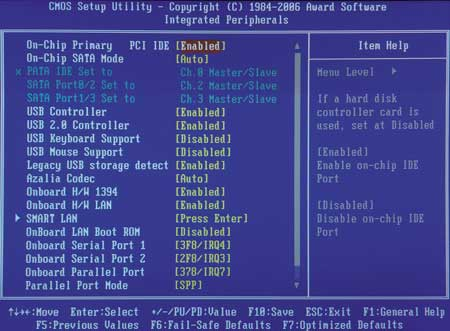 CMOS Setup Utility - Copyright (C) 1984-2006 Award Software
Integrated Peripherals
On-Chip Primary PCI IDE [Enabled]
On-Chip SATA Mode [Auto]
x PATA IDE Set to Ch.0 Master/Slave
SATA Port0/2 Set to Ch.2 Master/Slave
SATA Port1/3 Set to Ch.3 Master/Slave
USB Controller [Enabled]
USB 2.0 Controller [Enabled]
USB Keyboard Support [Disabled]
USB Mouse Support [Disabled]
Legacy USB storage detect [Enabled]
Azalia Codec [Auto]
Onboard H/W 1394 [Enabled]
Onboard H/W LAN [Enabled]
▶ SMART LAN [Press Enter]
OnBoard LAN Boot ROM [Disabled]
Onboard Serial Port 1 [3F8/IRQ4]
Onboard Serial Port 2 [2F8/IRQ3]
Onboard Parallel Port [378/IRQ7]
Parallel Port Mode [SPP]
Item Help
Menu Level ▶
If a hard disk
controller card is
used, set at Disabled
[Enabled]
Enable on-chip IDE
Port
[Disabled]
Disable on-chip IDE
Port
↑↓→←:Move Enter:Select +/-/PU/PD:Value F10:Save ESC:Exit F1:General Help
F5:Previous Values F6:Fail-Safe Defaults F7:Optimized Defaults